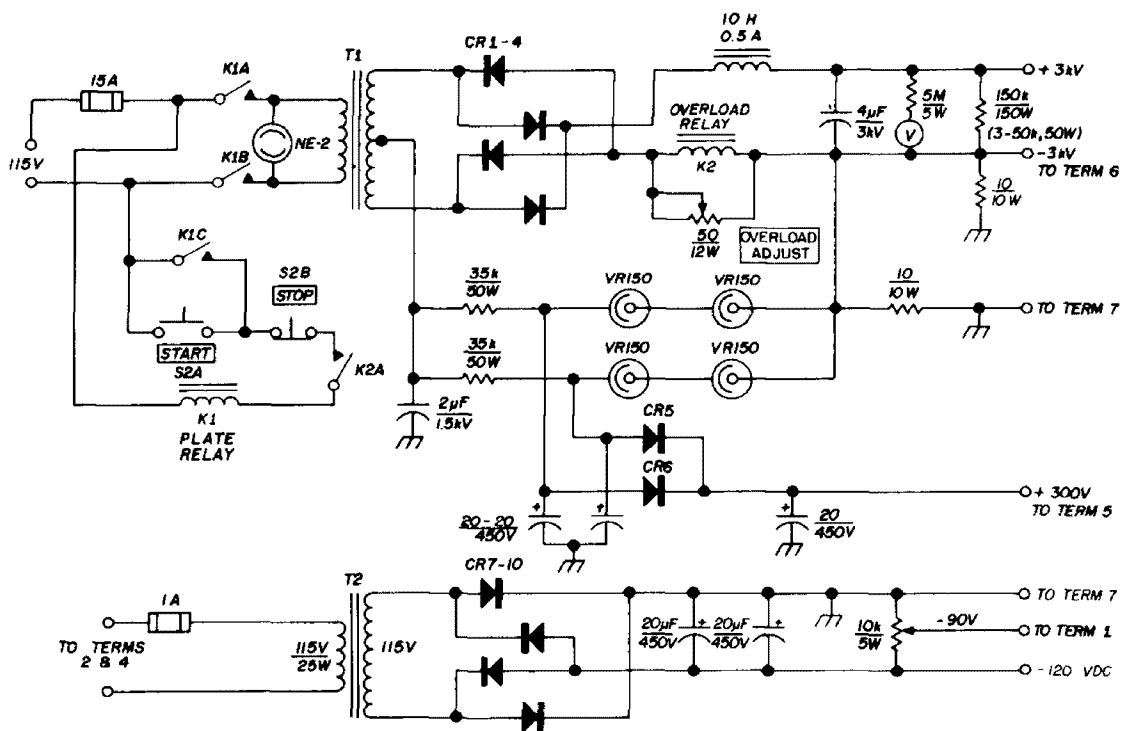 15A
K1A
115V
K1B
NE-2
T1
CR1-4
10 H
0.5 A
OVERLOAD
RELAY
K2
50
12W
OVERLOAD
ADJUST
4µF
3kV
5M
5W
V
150k
150W
(3-50k, 50W)
+3kV
-3kV
TO TERM 6
10
10W
K1C
S2B
STOP
START
S2A
K2A
K1
PLATE
RELAY
35k
50W
VR150
VR150
10
10W
TO TERM 7
35k
50W
VR150
VR150
2µF
1.5kV
CR5
CR6
+
20-20
450V
+
+
20
450V
+300V
TO TERM 5
1A
TO TERMS
2 & 4
T2
115V
25W
115V
CR7-10
20µF
450V
+
20µF
450V
+
10k
5W
-90V
TO TERM 7
TO TERM 1
-120 VDC